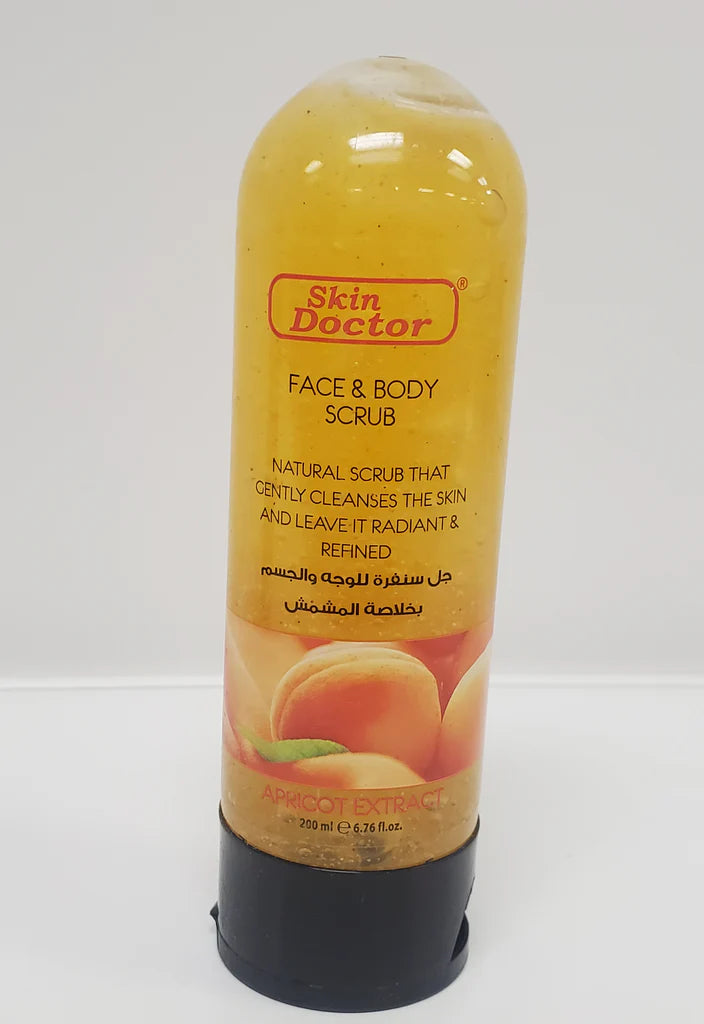 Skin
Doctor®
FACE & BODY
SCRUB
NATURAL SCRUB THAT
GENTLY CLEANSES THE SKIN
AND LEAVE IT RADIANT &
REFINED
جل سنفرة للوجه والجسم
بخلاصة المشمش
APRICOT EXTRACT
200 ml ℮ 6.76 fl.oz.